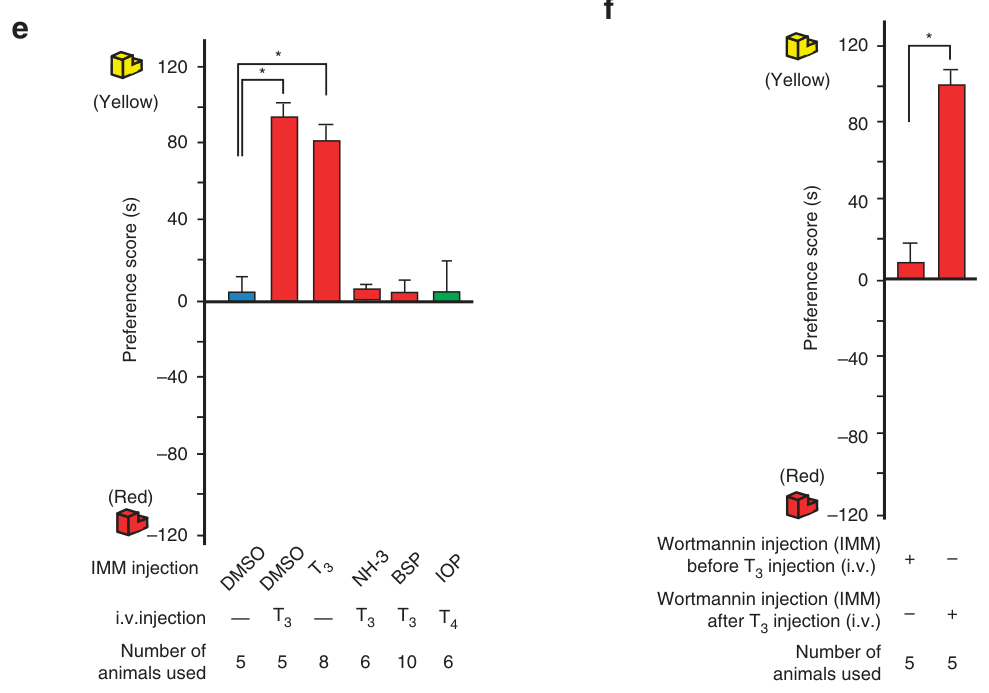 e
(Yellow)
120
80
40
0
–40
–80
–120
Preference score (s)
(Red)
*
*
IMM injection DMSO DMSO T3 NH-3 BSP IOP
i.v.injection — T3 — T3 T3 T4
Number of
animals used 5 5 8 6 10 6
f
(Yellow)
120
80
40
0
–40
–80
–120
Preference score (s)
(Red)
*
Wortmannin injection (IMM)
before T3 injection (i.v.) + –
Wortmannin injection (IMM)
after T3 injection (i.v.) – +
Number of
animals used 5 5